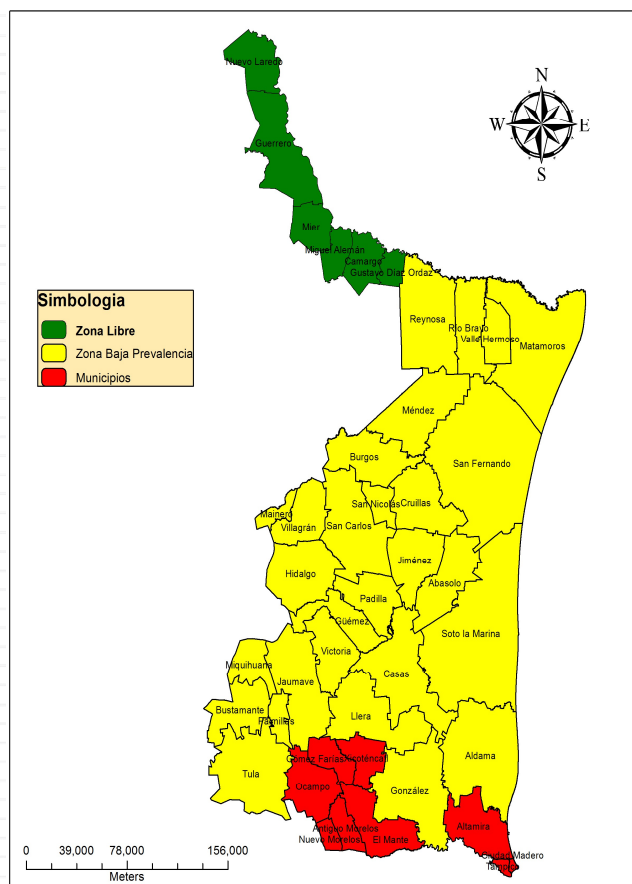 Nuevo Laredo
N
W E
S
Guerrero
Mier
Miguel Alemán
Camargo
Gustavo Díaz Ordaz
Simbologia
Zona Libre
Zona Baja Prevalencia
Municipios
Reynosa
Río Bravo
Valle Hermoso
Matamoros
Méndez
Burgos
San Fernando
San Nicolás
Cruillas
Mainero
Villagrán
San Carlos
Jiménez
Hidalgo
Abasolo
Padilla
Güémez
Soto la Marina
Victoria
Miquihuana
Casas
Jaumave
Bustamante
Palmillas
Llera
Aldama
Gómez Farías
Xicoténcatl
Tula
Ocampo
González
Antiguo Morelos
Nuevo Morelos
El Mante
Altamira
Ciudad Madero
Tampico
0 39,000 78,000 156,000
Meters